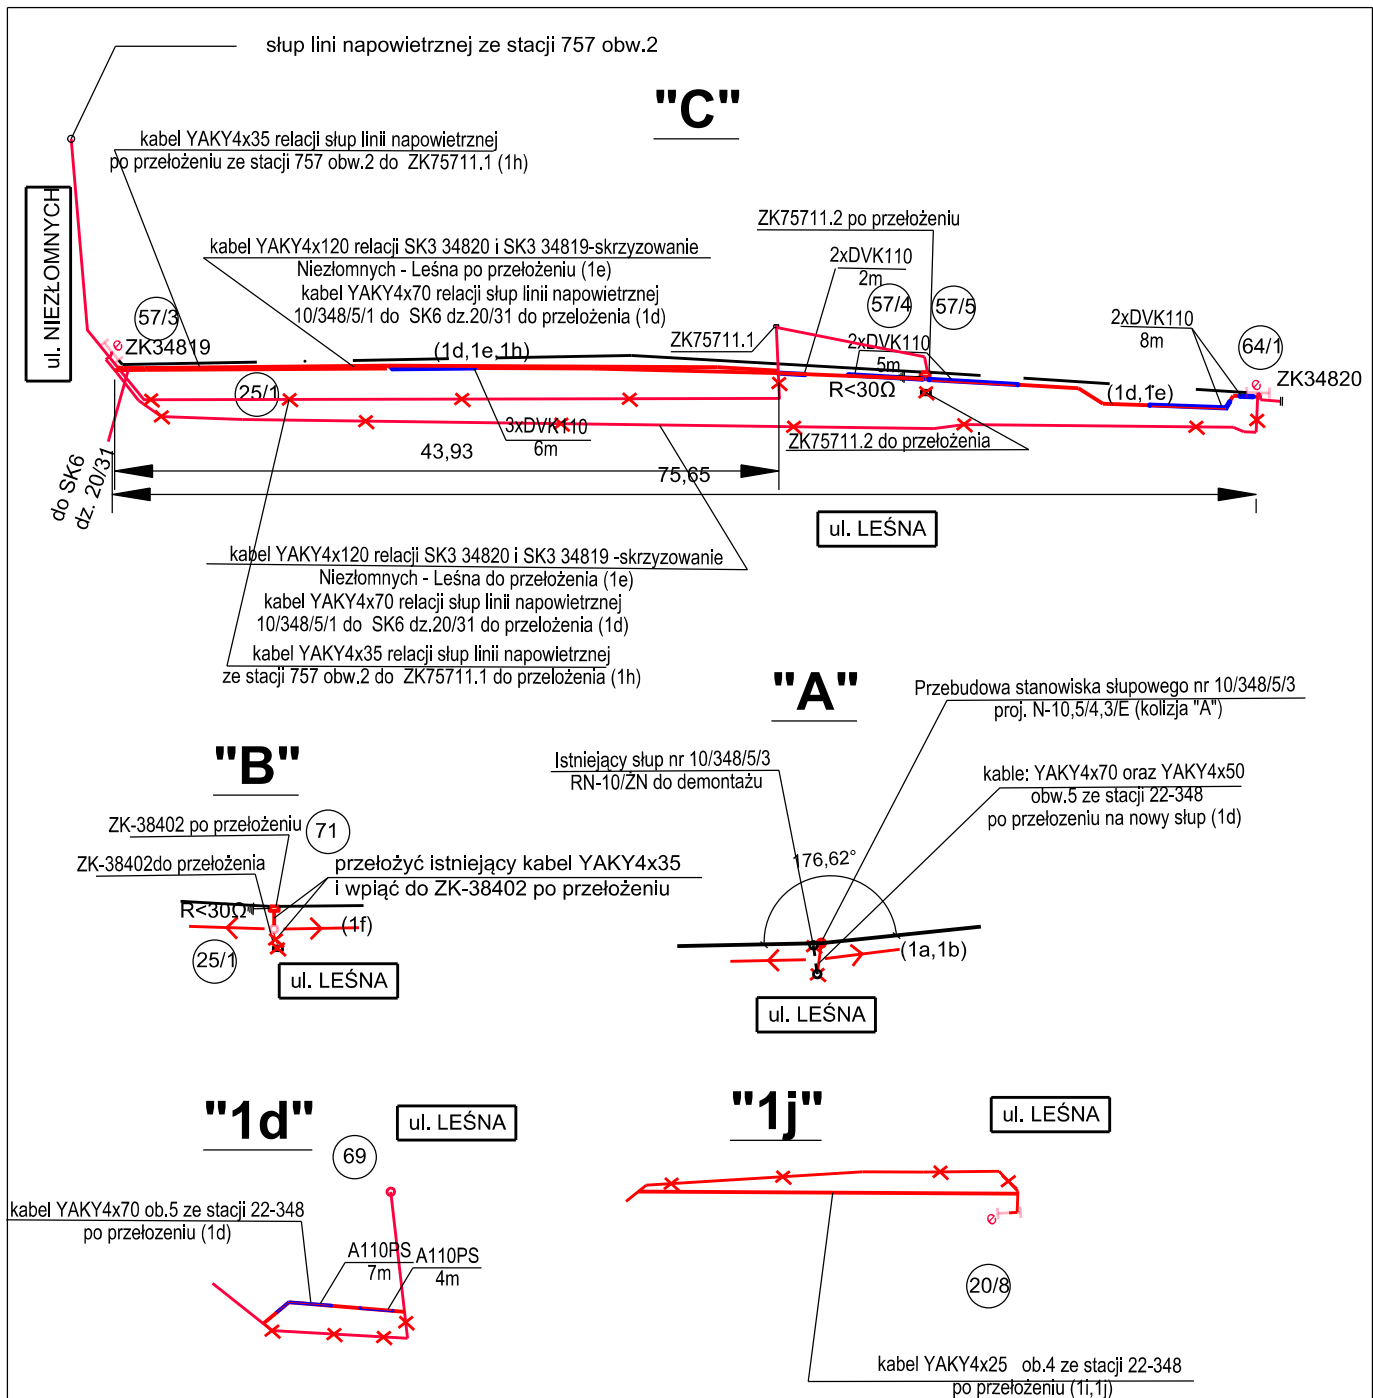 słup lini napowietrznej ze stacji 757 obw.2
"C"
kabel YAKY4x35 relacji słup linii napowietrznej
po przełożeniu ze stacji 757 obw.2 do ZK75711.1 (1h)
ul. NIEZŁOMNYCH
ZK75711.2 po przełożeniu
kabel YAKY4x120 relacji SK3 34820 i SK3 34819-skrzyzowanie
Niezłomnych - Leśna po przełożeniu (1e)
kabel YAKY4x70 relacji słup linii napowietrznej
10/348/5/1 do SK6 dz.20/31 do przelożenia (1d)
2xDVK110
2m
57/4
57/5
57/3
ZK34819
(1d,1e,1h)
ZK75711.1
2xDVK110
5m
R<30Ω
2xDVK110
8m
64/1
e
e
ZK34820
(1d,1e)
25/1
3xDVK110
6m
ZK75711.2 do przełożenia
43,93
75,65
do SK6
dz. 20/31
ul. LEŚNA
kabel YAKY4x120 relacji SK3 34820 i SK3 34819 -skrzyzowanie
Niezłomnych - Leśna do przełożenia (1e)
kabel YAKY4x70 relacji słup linii napowietrznej
10/348/5/1 do SK6 dz.20/31 do przelożenia (1d)
kabel YAKY4x35 relacji słup linii napowietrznej
ze stacji 757 obw.2 do ZK75711.1 do przelożenia (1h)
"A"
Przebudowa stanowiska słupowego nr 10/348/5/3
proj. N-10,5/4,3/E (kolizja "A")
Istniejący słup nr 10/348/5/3
RN-10/ŻN do demontażu
kable: YAKY4x70 oraz YAKY4x50
obw.5 ze stacji 22-348
po przełozeniu na nowy słup (1d)
176,62°
(1a,1b)
ul. LEŚNA
"B"
ZK-38402 po przełożeniu
71
ZK-38402do przełożenia
przełożyć istniejący kabel YAKY4x35
i wpiąć do ZK-38402 po przełożeniu
R<30Ω
(1f)
25/1
ul. LEŚNA
"1d"
ul. LEŚNA
69
kabel YAKY4x70 ob.5 ze stacji 22-348
po przełozeniu (1d)
A110PS
7m
A110PS
4m
"1j"
ul. LEŚNA
e
20/8
kabel YAKY4x25 ob.4 ze stacji 22-348
po przełożeniu (1i,1j)